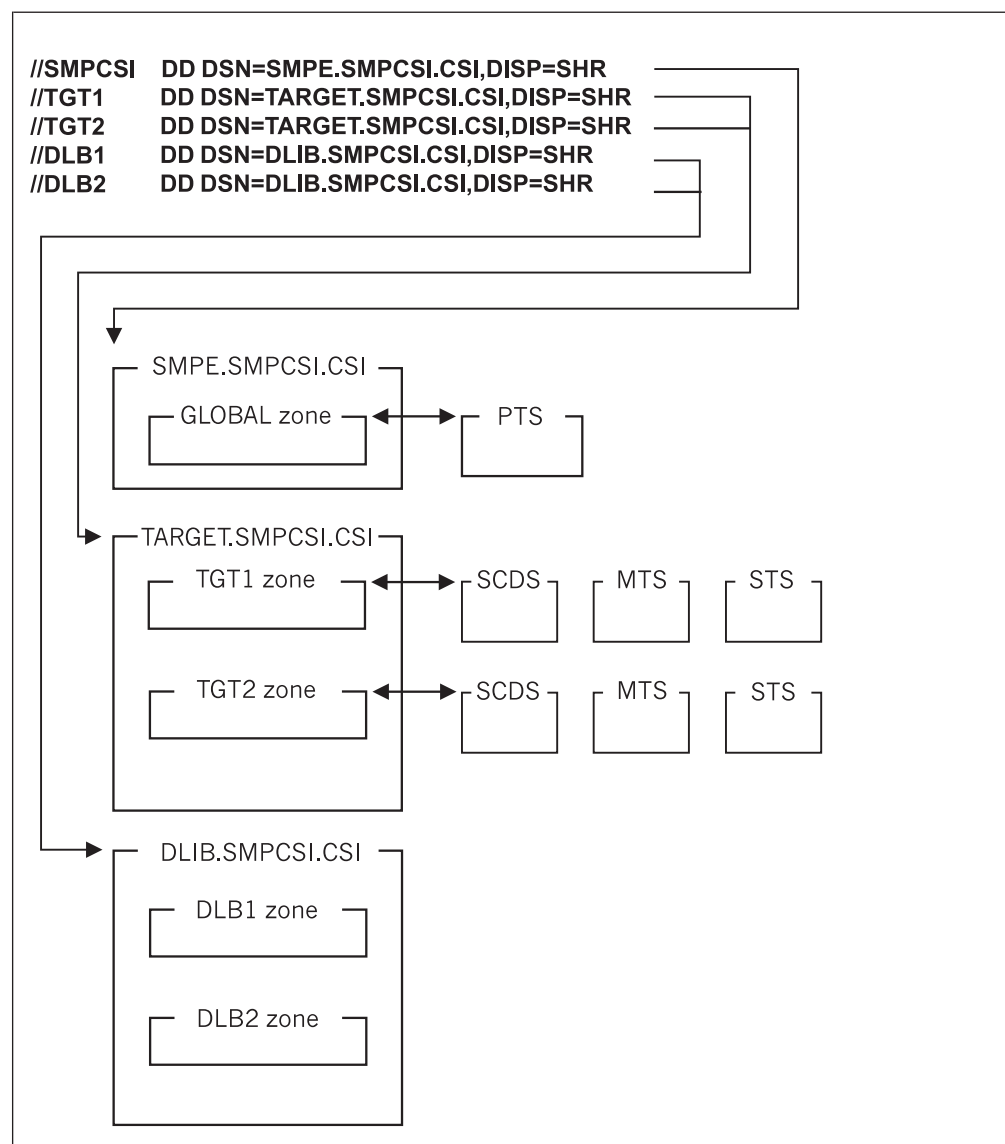 //SMPCSI DD DSN=SMPE.SMPCSI.CSI,DISP=SHR
//TGT1 DD DSN=TARGET.SMPCSI.CSI,DISP=SHR
//TGT2 DD DSN=TARGET.SMPCSI.CSI,DISP=SHR
//DLB1 DD DSN=DLIB.SMPCSI.CSI,DISP=SHR
//DLB2 DD DSN=DLIB.SMPCSI.CSI,DISP=SHR
SMPE.SMPCSI.CSI
GLOBAL zone PTS
TARGET.SMPCSI.CSI
TGT1 zone SCDS MTS STS
TGT2 zone SCDS MTS STS
DLIB.SMPCSI.CSI
DLB1 zone
DLB2 zone